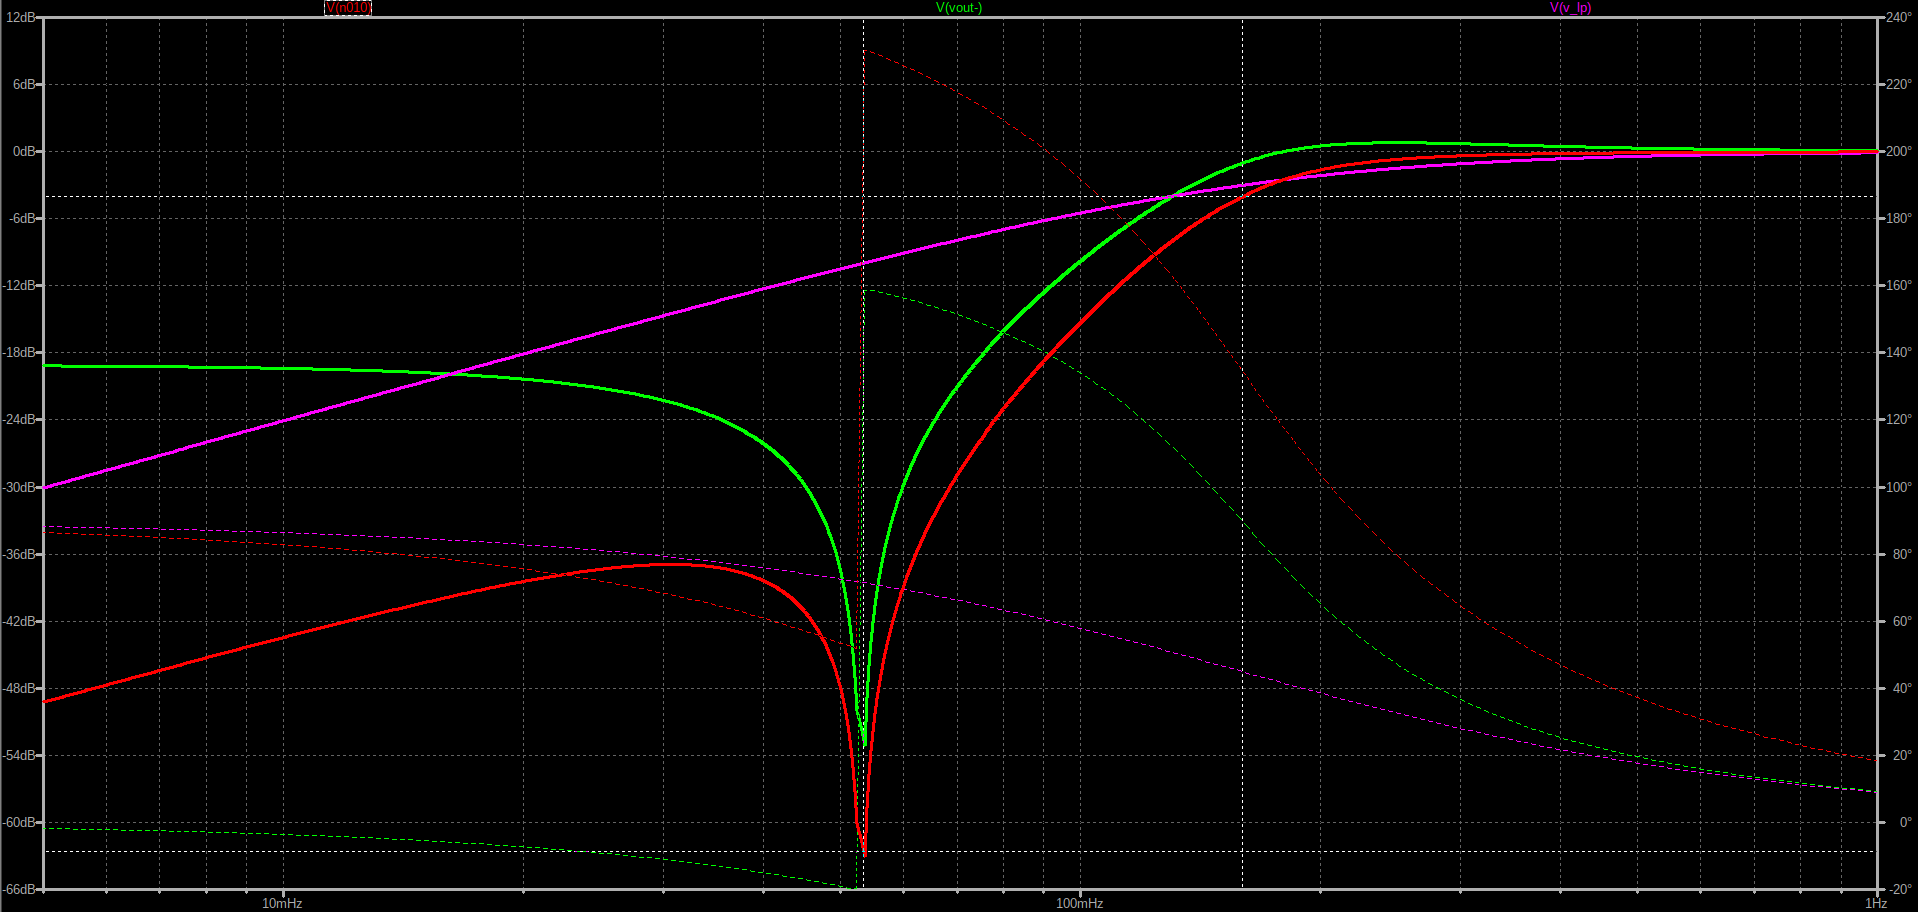 V(n010) V(vout-) V(v_lp)
12dB 240°
6dB 220°
0dB 200°
-6dB 180°
-12dB 160°
-18dB 140°
-24dB 120°
-30dB 100°
-36dB 80°
-42dB 60°
-48dB 40°
-54dB 20°
-60dB 0°
-66dB -20°
10mHz 100mHz 1Hz